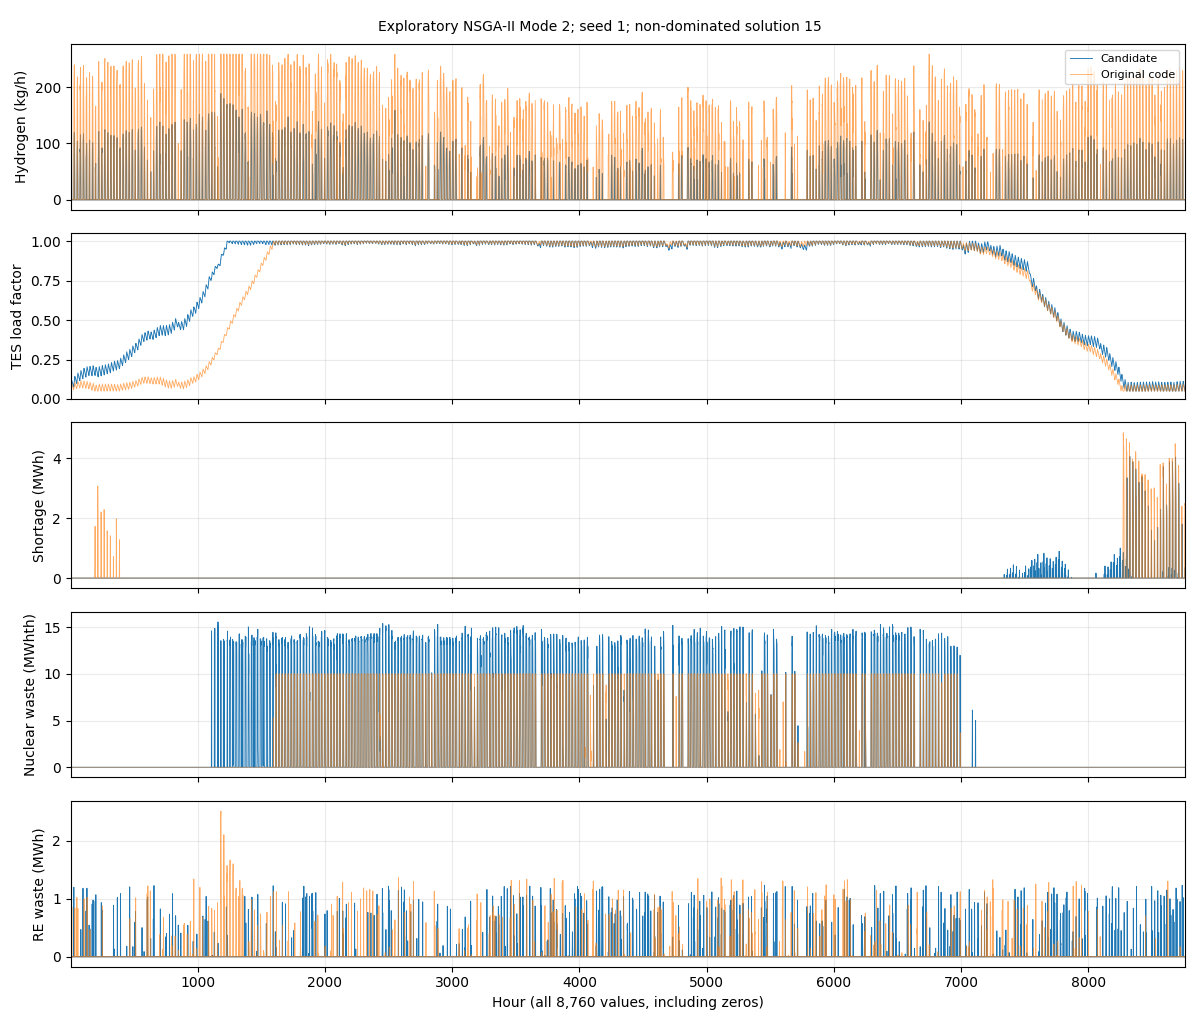 Exploratory NSGA-II Mode 2; seed 1; non-dominated solution 15
Hydrogen (kg/h)
200
100
0
Candidate
Original code
TES load factor
1.00
0.75
0.50
0.25
0.00
Shortage (MWh)
4
2
0
Nuclear waste (MWhth)
15
10
5
0
RE waste (MWh)
2
1
0
1000 2000 3000 4000 5000 6000 7000 8000
Hour (all 8,760 values, including zeros)